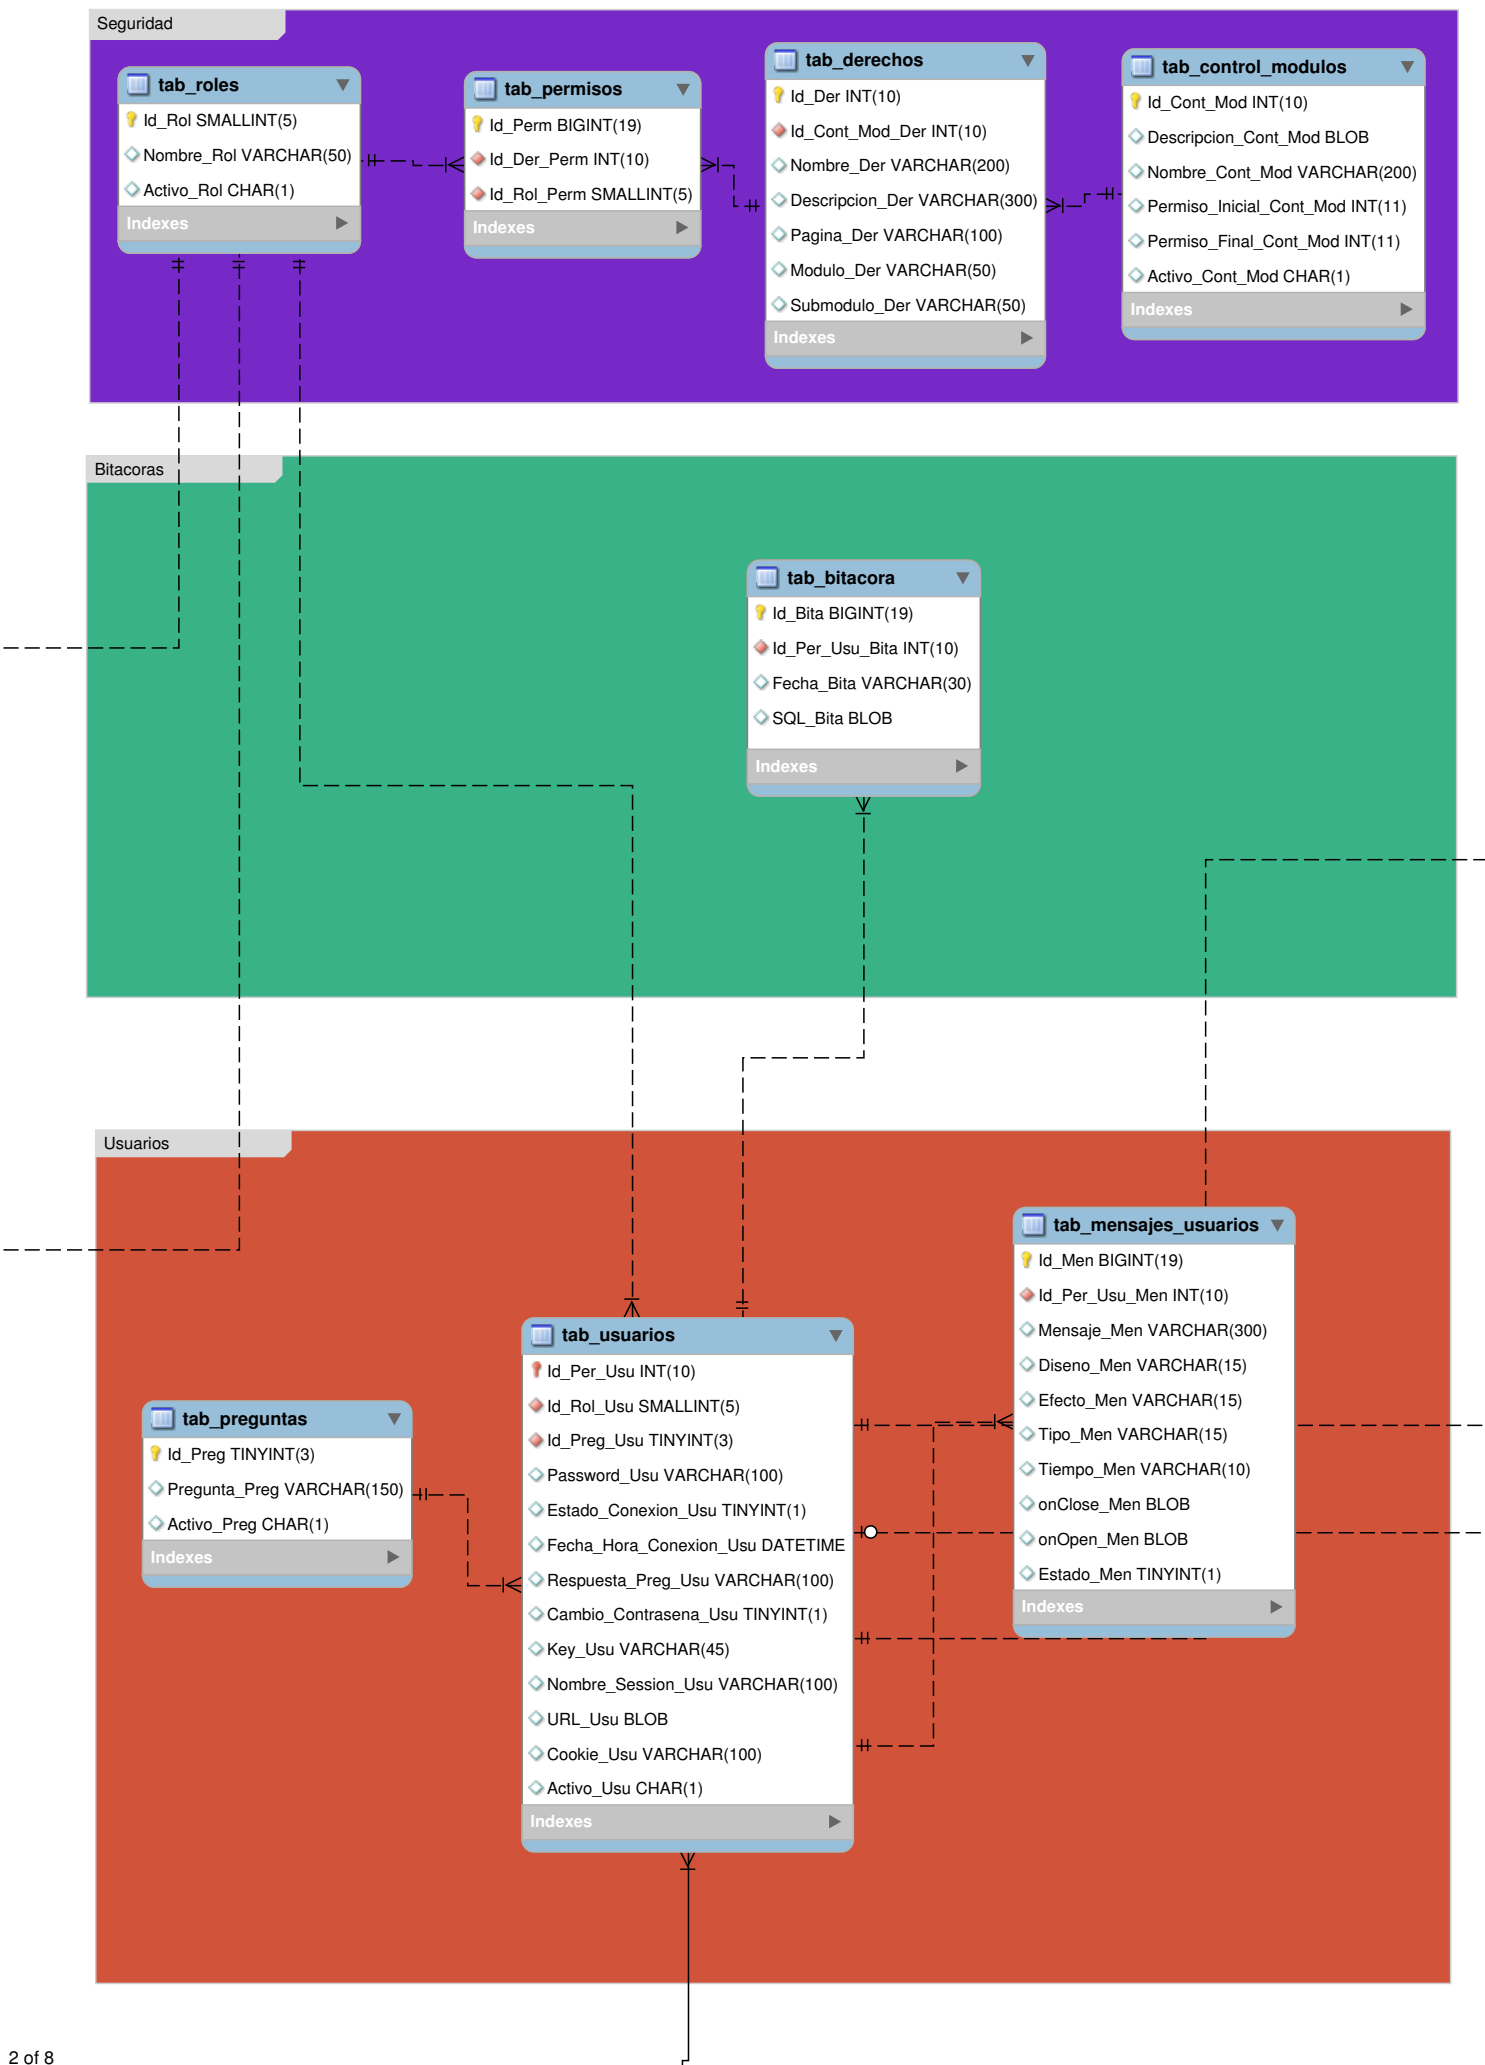 Seguridad
tab_roles
Id_Rol SMALLINT(5)
Nombre_Rol VARCHAR(50)
Activo_Rol CHAR(1)
Indexes
tab_permisos
Id_Perm BIGINT(19)
Id_Der_Perm INT(10)
Id_Rol_Perm SMALLINT(5)
Indexes
tab_derechos
Id_Der INT(10)
Id_Cont_Mod_Der INT(10)
Nombre_Der VARCHAR(200)
Descripcion_Der VARCHAR(300)
Pagina_Der VARCHAR(100)
Modulo_Der VARCHAR(50)
Submodulo_Der VARCHAR(50)
Indexes
tab_control_modulos
Id_Cont_Mod INT(10)
Descripcion_Cont_Mod BLOB
Nombre_Cont_Mod VARCHAR(200)
Permiso_Inicial_Cont_Mod INT(11)
Permiso_Final_Cont_Mod INT(11)
Activo_Cont_Mod CHAR(1)
Indexes
Bitacoras
tab_bitacora
Id_Bita BIGINT(19)
Id_Per_Usu_Bita INT(10)
Fecha_Bita VARCHAR(30)
SQL_Bita BLOB
Indexes
Usuarios
tab_preguntas
Id_Preg TINYINT(3)
Pregunta_Preg VARCHAR(150)
Activo_Preg CHAR(1)
Indexes
tab_usuarios
Id_Per_Usu INT(10)
Id_Rol_Usu SMALLINT(5)
Id_Preg_Usu TINYINT(3)
Password_Usu VARCHAR(100)
Estado_Conexion_Usu TINYINT(1)
Fecha_Hora_Conexion_Usu DATETIME
Respuesta_Preg_Usu VARCHAR(100)
Cambio_Contrasena_Usu TINYINT(1)
Key_Usu VARCHAR(45)
Nombre_Session_Usu VARCHAR(100)
URL_Usu BLOB
Cookie_Usu VARCHAR(100)
Activo_Usu CHAR(1)
Indexes
tab_mensajes_usuarios
Id_Men BIGINT(19)
Id_Per_Usu_Men INT(10)
Mensaje_Men VARCHAR(300)
Diseno_Men VARCHAR(15)
Efecto_Men VARCHAR(15)
Tipo_Men VARCHAR(15)
Tiempo_Men VARCHAR(10)
onClose_Men BLOB
onOpen_Men BLOB
Estado_Men TINYINT(1)
Indexes
2 of 8